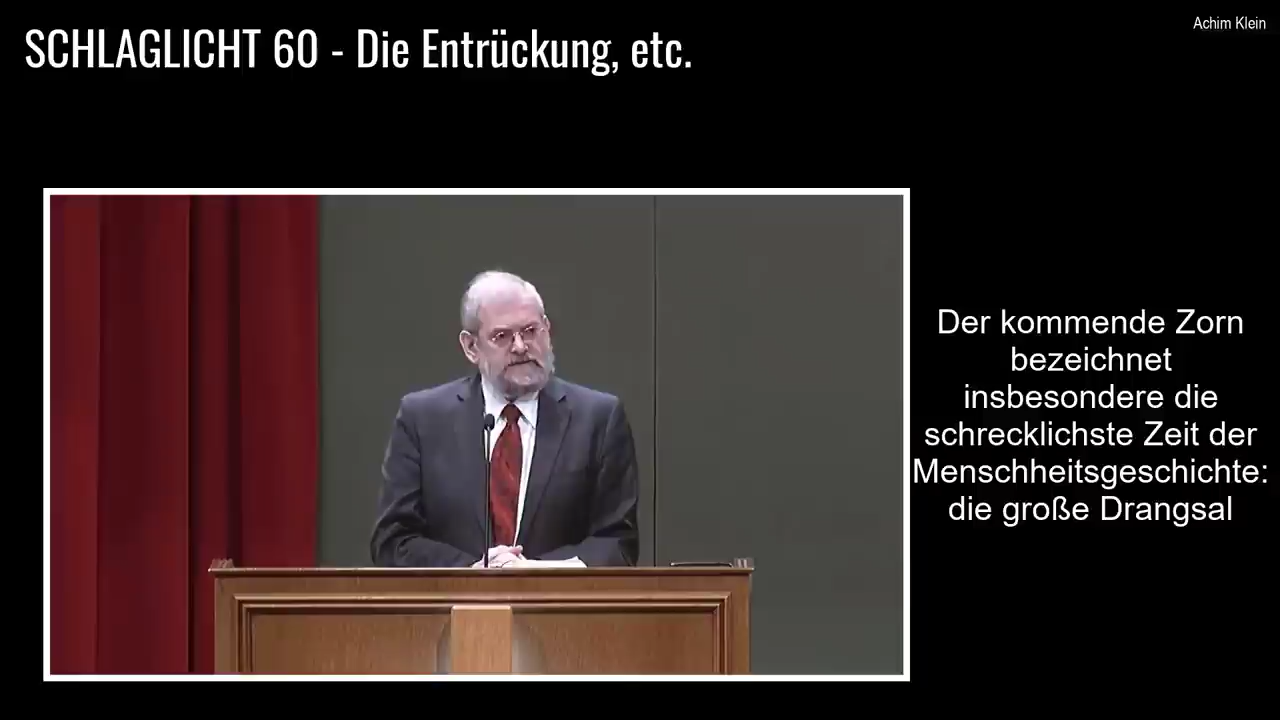 SCHLAGLICHT 60 - Die Entrückung, etc.
Achim Klein
Der kommende Zorn
bezeichnet
insbesondere die
schrecklichste Zeit der
Menschheitsgeschichte:
die große Drangsal